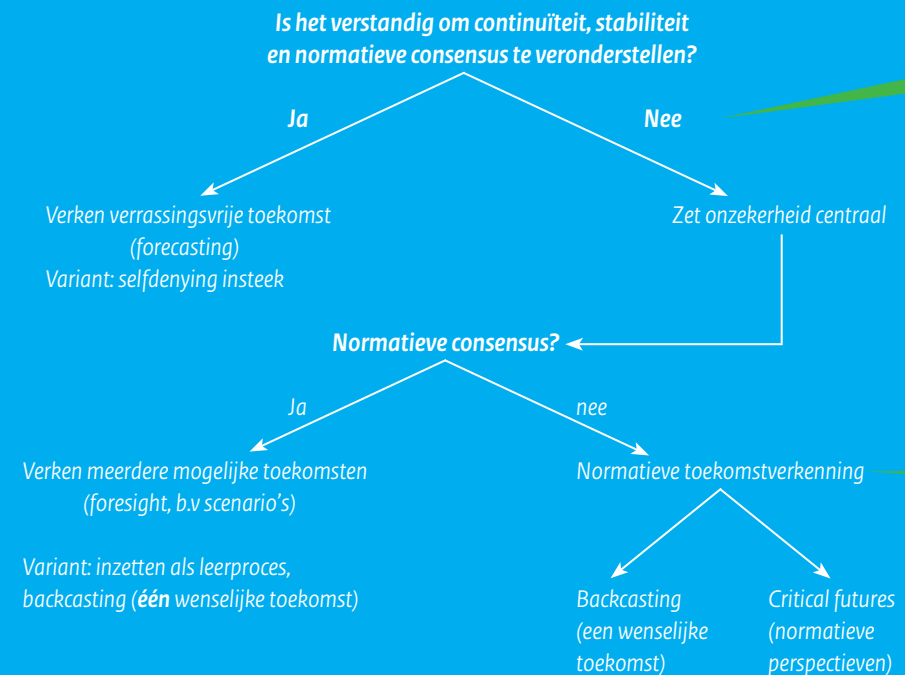 Is het verstandig om continuïteit, stabiliteit
en normatieve consensus te veronderstellen?
Ja
Nee
Verken verrassingsvrije toekomst
(forecasting)
Variant: selfdenying insteek
Zet onzekerheid centraal
Normatieve consensus?
Ja
nee
Verken meerdere mogelijke toekomsten
(foresight, b.v scenario's)
Variant: inzetten als leerproces,
backcasting (één wenselijke toekomst)
Normatieve toekomstverkenning
Backcasting
(een wenselijke
toekomst)
Critical futures
(normatieve
perspectieven)